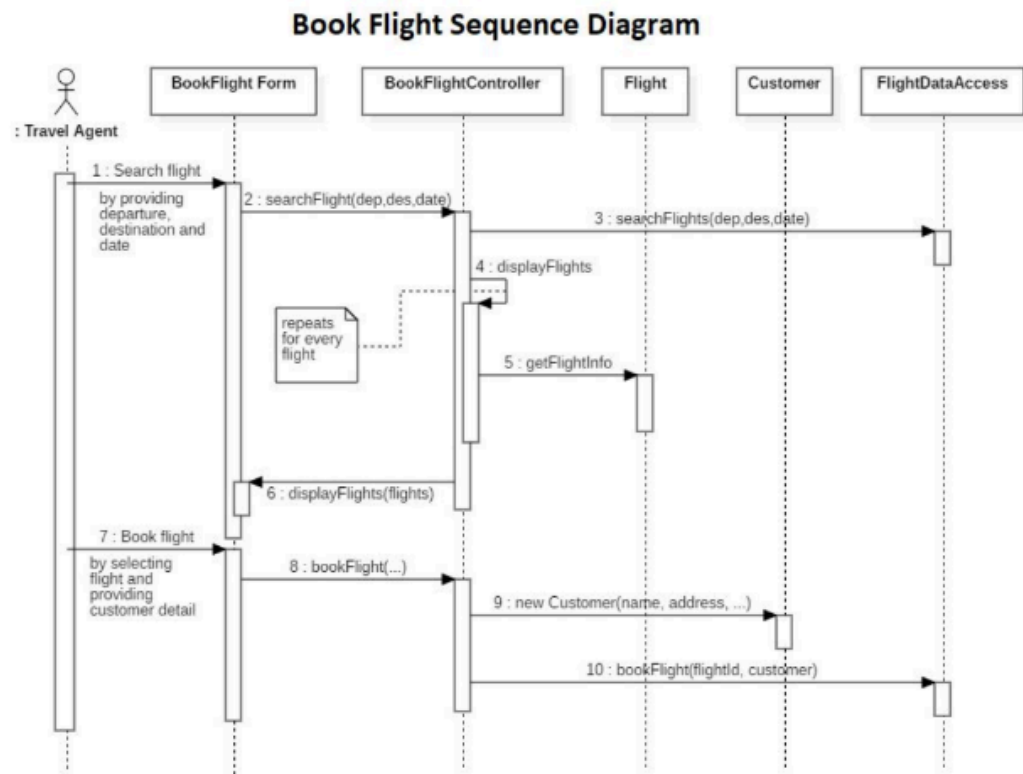 Book Flight Sequence Diagram
BookFlight Form
BookFlightController
Flight
Customer
FlightDataAccess
: Travel Agent
1 : Search flight
by providing
departure,
destination and
date
2 : searchFlight(dep,des,date)
3 : searchFlights(dep,des,date)
4 : displayFlights
repeats
for every
flight
5 : getFlightInfo
6 : displayFlights(flights)
7 : Book flight
by selecting
flight and
providing
customer detail
8 : bookFlight(...)
9 : new Customer(name, address, ...)
10 : bookFlight(flightId, customer)